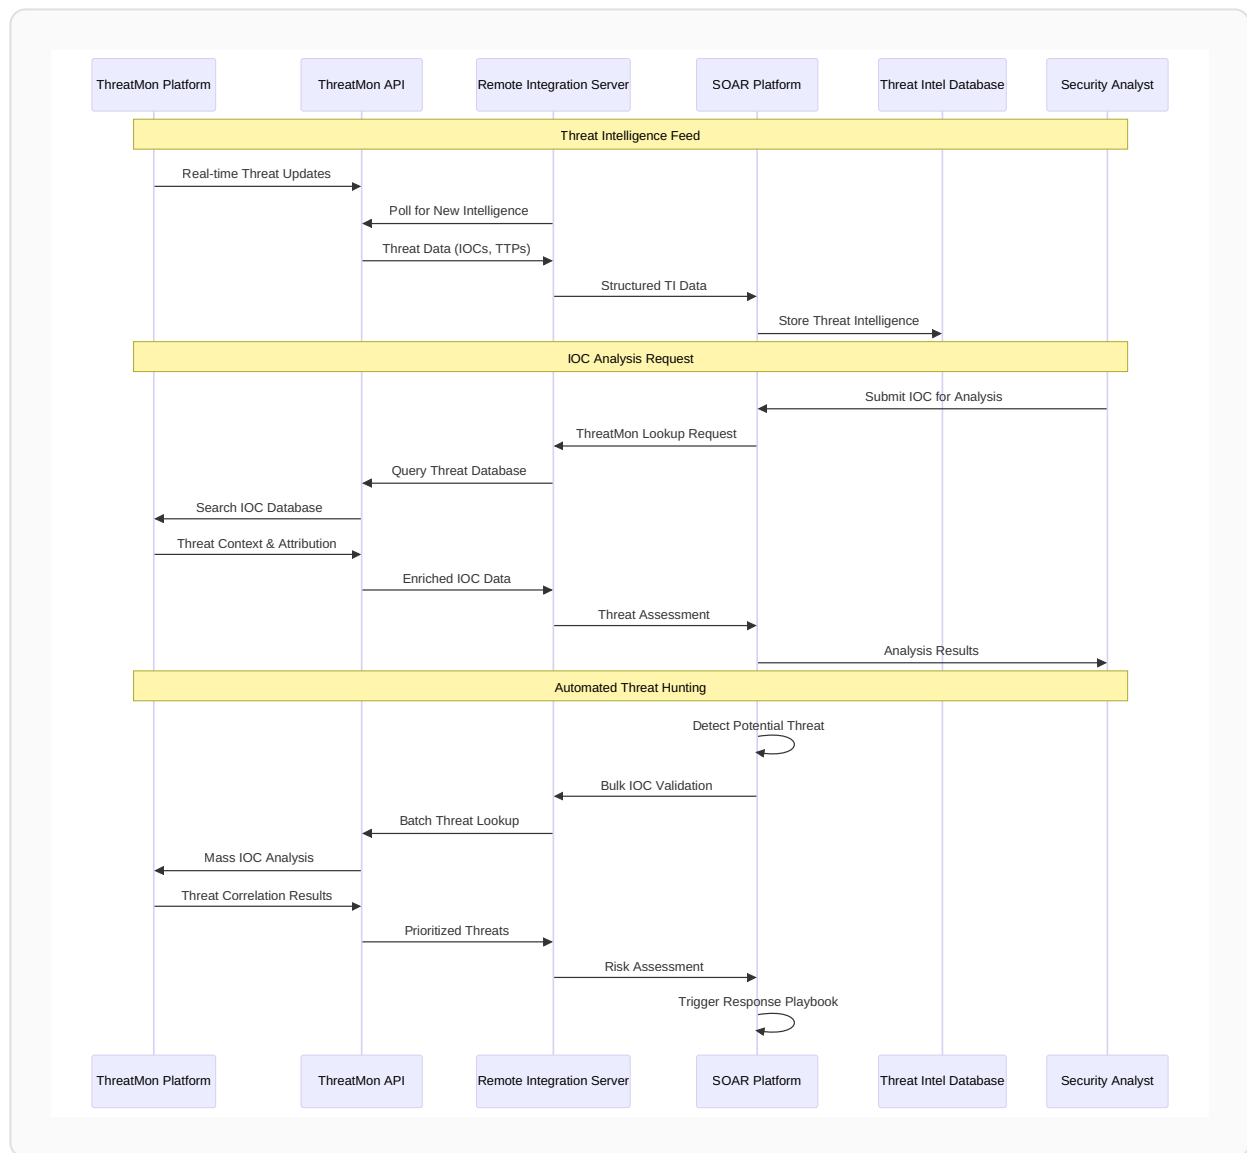 ThreatMon Platform
ThreatMon API
Remote Integration Server
SOAR Platform
Threat Intel Database
Security Analyst
Threat Intelligence Feed
Real-time Threat Updates
Poll for New Intelligence
Threat Data (IOCs, TTPs)
Structured TI Data
Store Threat Intelligence
IOC Analysis Request
Submit IOC for Analysis
ThreatMon Lookup Request
Query Threat Database
Search IOC Database
Threat Context & Attribution
Enriched IOC Data
Threat Assessment
Analysis Results
Automated Threat Hunting
Detect Potential Threat
Bulk IOC Validation
Batch Threat Lookup
Mass IOC Analysis
Threat Correlation Results
Prioritized Threats
Risk Assessment
Trigger Response Playbook
ThreatMon Platform
ThreatMon API
Remote Integration Server
SOAR Platform
Threat Intel Database
Security Analyst